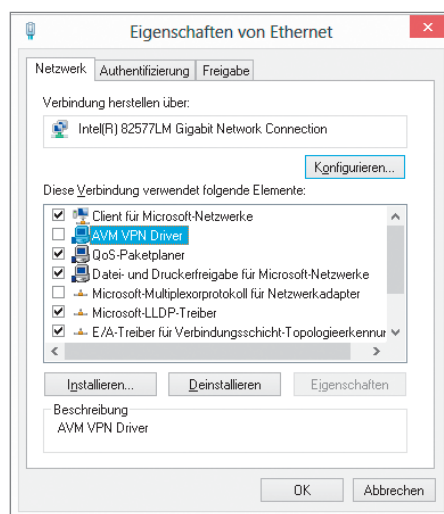 Eigenschaften von Ethernet
Netzwerk Authentifizierung Freigabe
Verbindung herstellen über:
Intel(R) 82577LM Gigabit Network Connection
Konfigurieren...
Diese Verbindung verwendet folgende Elemente:
Client für Microsoft-Netzwerke
AVM VPN Driver
QoS-Paketplaner
Datei- und Druckerfreigabe für Microsoft-Netzwerke
Microsoft-Multiplexorprotokoll für Netzwerkadapter
Microsoft-LLDP-Treiber
E/A-Treiber für Verbindungsschicht-Topologieerkennur
Installieren... Deinstallieren Eigenschaften
Beschreibung
AVM VPN Driver
OK Abbrechen